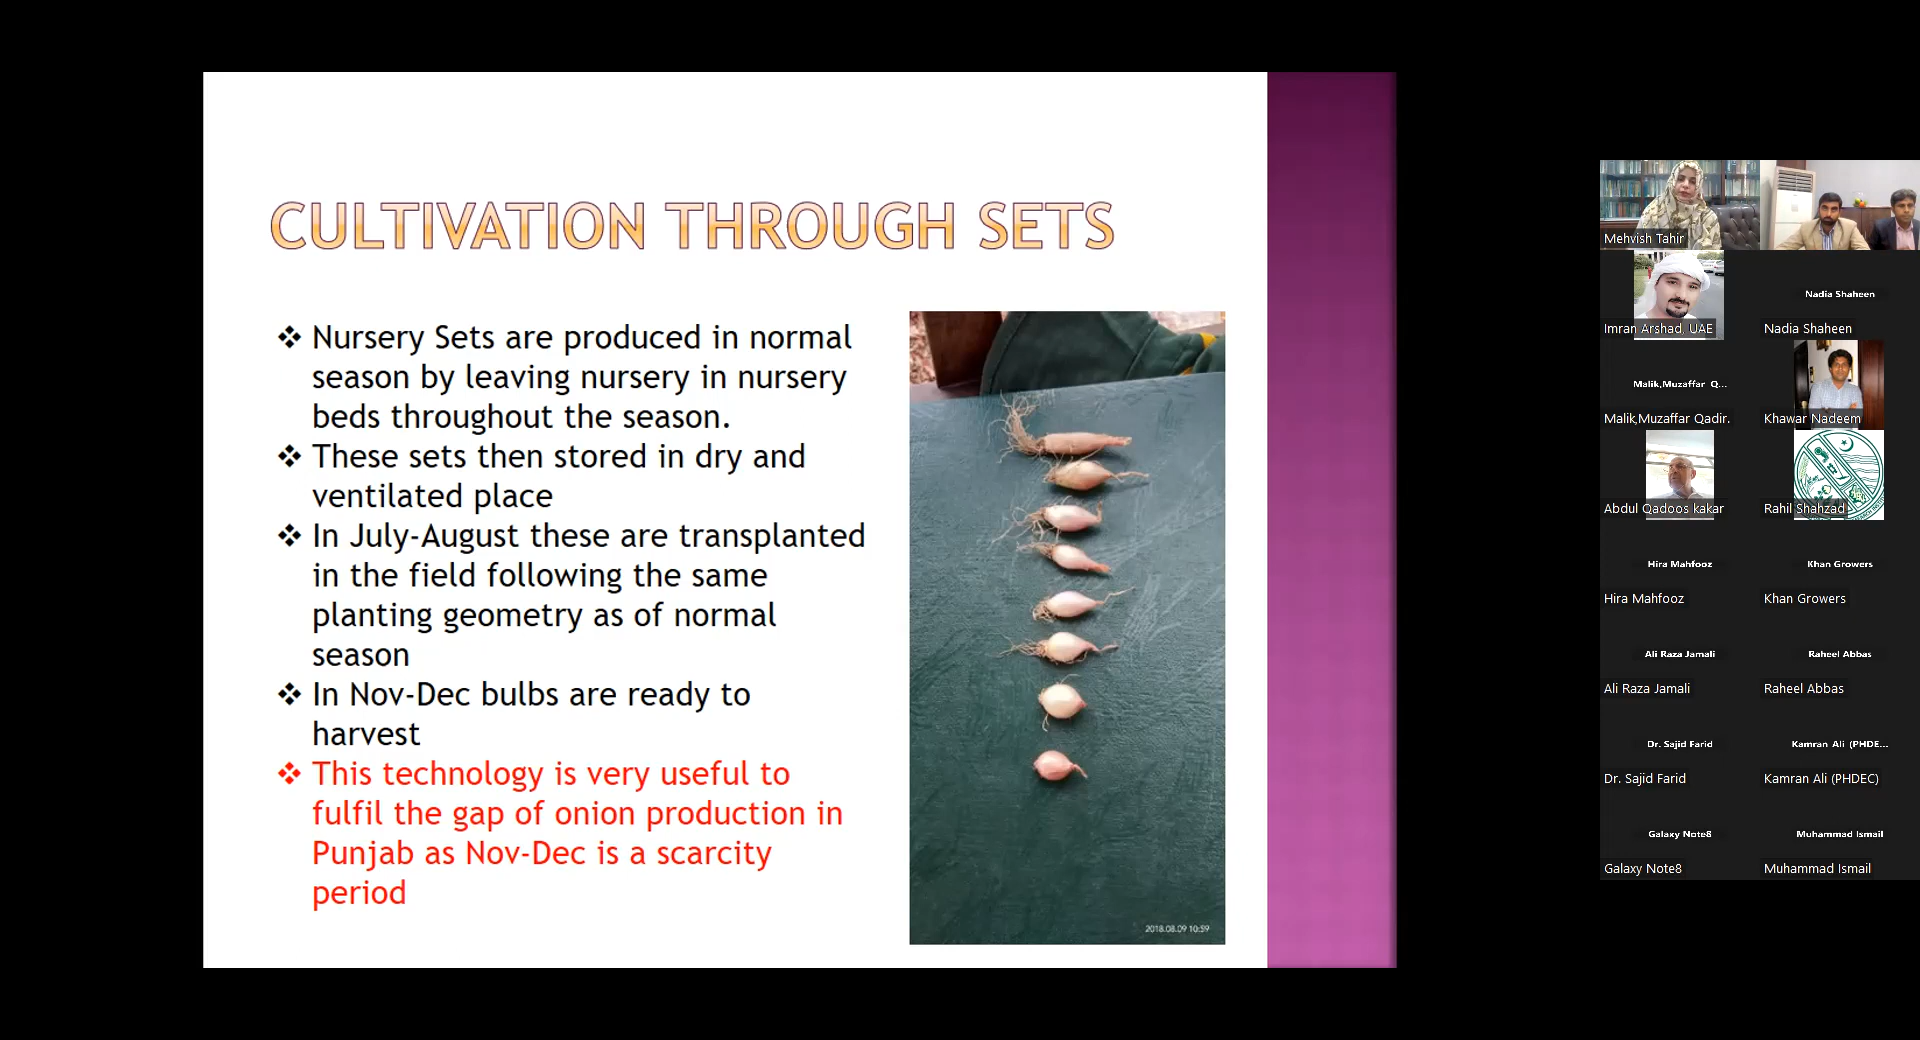 CULTIVATION THROUGH SETS
❖ Nursery Sets are produced in normal
season by leaving nursery in nursery
beds throughout the season.
❖ These sets then stored in dry and
ventilated place
❖ In July-August these are transplanted
in the field following the same
planting geometry as of normal
season
❖ In Nov-Dec bulbs are ready to
harvest
❖ This technology is very useful to
fulfil the gap of onion production in
Punjab as Nov-Dec is a scarcity
period
2018.08.09 10:59
Mehvish Tahir
Imran Arshad, UAE
Nadia Shaheen
Nadia Shaheen
Malik,Muzaffar Q...
Malik,Muzaffar Qadir.
Khawar Nadeem
Abdul Qadoos kakar
Rahil Shahzad
Hira Mahfooz
Hira Mahfooz
Khan Growers
Khan Growers
Ali Raza Jamali
Ali Raza Jamali
Raheel Abbas
Raheel Abbas
Dr. Sajid Farid
Dr. Sajid Farid
Kamran Ali (PHDE...
Kamran Ali (PHDEC)
Galaxy Note8
Galaxy Note8
Muhammad Ismail
Muhammad Ismail